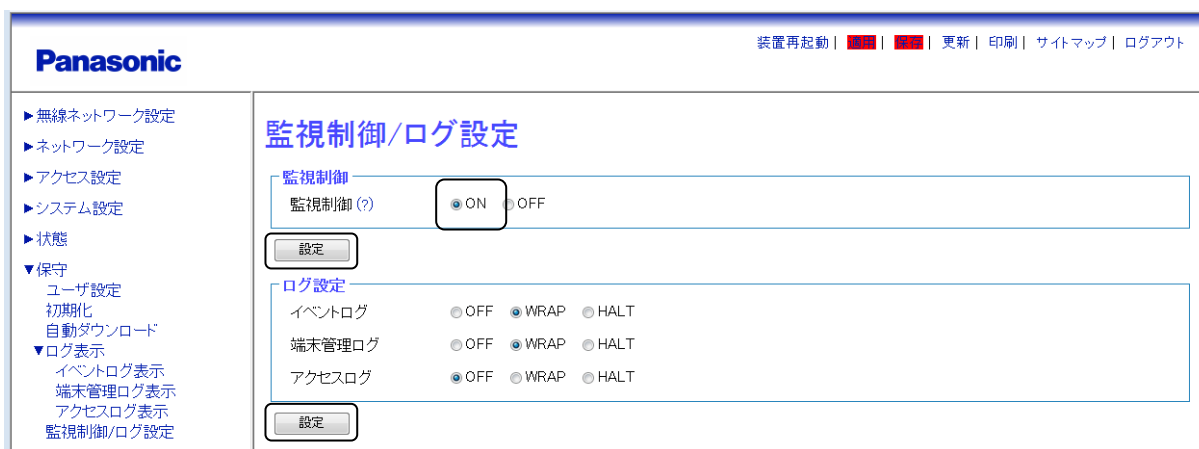 Panasonic
装置再起動| 適用| 保存| 更新| 印刷| サイトマップ| ログアウト
▶無線ネットワーク設定
▶ネットワーク設定
▶アクセス設定
▶システム設定
▶状態
▼保守
ユーザ設定
初期化
自動ダウンロード
▼ログ表示
イベントログ表示
端末管理ログ表示
アクセスログ表示
監視制御/ログ設定
監視制御/ログ設定
監視制御
監視制御(?) ON OFF
設定
ログ設定
イベントログ OFF WRAP HALT
端末管理ログ OFF WRAP HALT
アクセスログ OFF WRAP HALT
設定